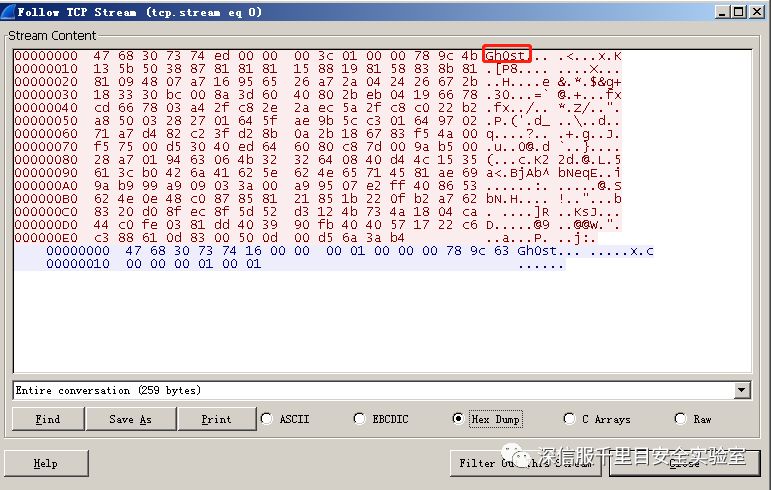 Follow TCP Stream (tcp.stream eq 0)
Stream Content
00000000 47 68 30 73 74 ed 00 00 00 3c 01 00 00 78 9c 4b Gh0st... .<...x.K
00000010 13 5b 50 38 87 81 81 81 15 88 19 81 58 83 8b 81 .[P8.... ....X...
00000020 81 09 48 07 a7 16 95 65 26 a7 2a 04 24 26 67 2b ..H....e &.*.$&g+
00000030 18 33 30 bc 00 8a 3d 60 40 80 2b eb 04 19 66 78 .30...=` @.+...fx
00000040 cd 66 78 03 a4 2f c8 2e 2a ec 5a 2f c8 c0 22 b2 .fx../.. *.Z/..".
00000050 a8 50 03 28 27 01 64 5f ae 9b 5c c3 01 64 97 02 .P.('.d_ ..\..d..
00000060 71 a7 d4 82 c2 3f d2 8b 0a 2b 18 67 83 f5 4a 00 q....?.. .+.g..J.
00000070 f5 75 00 d5 30 40 ed 64 60 80 c8 7d 00 9a b5 00 .u..0@.d `..}....
00000080 28 a7 01 94 63 06 4b 32 32 64 08 40 d4 4c 15 35 (...c.K2 2d.@.L.5
00000090 61 3c b0 42 6a 41 62 5e 62 4e 65 71 45 81 ae 69 a<.BjAb^ bNeqE..i
000000A0 9a b9 99 a9 09 03 3a 00 a9 95 07 e2 ff 40 86 53 ......:. .....@.S
000000B0 62 4e 0e 48 c0 87 85 81 21 85 1b 22 0f b2 a7 62 bN.H.... !.."...b
000000C0 83 20 d0 8f ec 8f 5d 52 d3 12 4b 73 4a 18 04 ca . ....]R ..KsJ...
000000D0 44 c0 fe 03 81 dd 40 39 90 fb 40 40 57 17 22 c6 D.....@9 ..@@W.".
000000E0 c3 88 61 0d 83 00 50 0d 00 d5 6a 3a b4 ..a...P. ..j:.
00000000 47 68 30 73 74 16 00 00 00 01 00 00 00 78 9c 63 Gh0st... .....x.c
00000010 00 00 00 01 00 01 ......
Entire conversation (259 bytes)
Find Save As Print ASCII EBCDIC Hex Dump C Arrays Raw
Help Filter Out This Stream Close
深信服千里目安全实验室